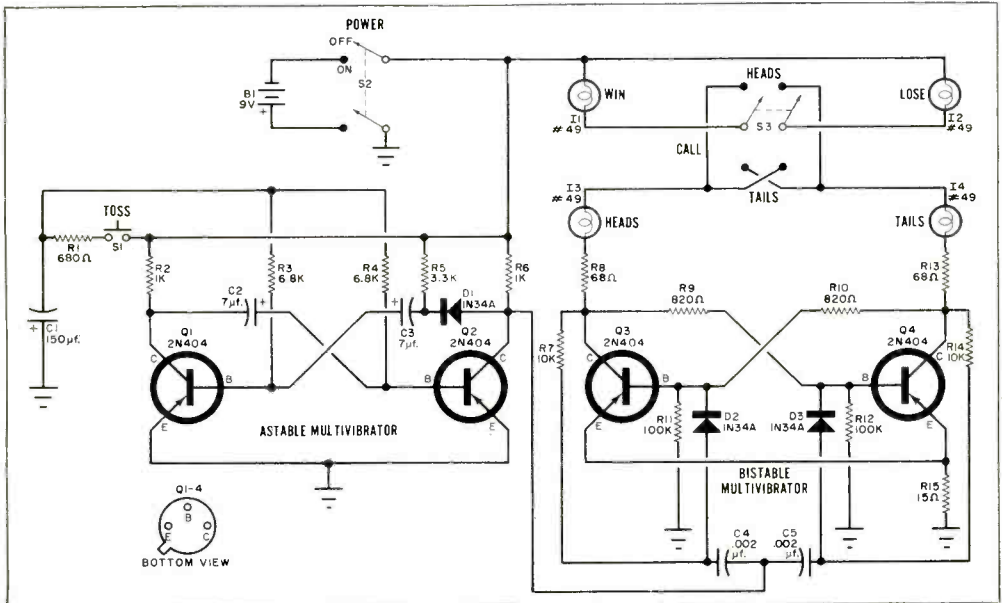 POWER
OFF
ON
S2
B1
9V
+
WIN
I1
#49
HEADS
S3
LOSE
I2
#49
CALL
TAILS
I3
#49
HEADS
I4
#49
TAILS
TOSS
S1
R1
680Ω
R2
1K
R3
6.8K
R4
6.8K
R5
3.3K
R6
1K
C1
150μf.
+
C2
7μf.
+
C3
7μf.
+
D1
1N34A
Q1
2N404
C
B
E
Q2
2N404
C
B
E
ASTABLE MULTIVIBRATOR
R8
68Ω
R13
68Ω
R9
820Ω
R10
820Ω
R7
10K
R14
10K
Q3
2N404
C
B
E
Q4
2N404
C
B
E
R11
100K
D2
1N34A
D3
1N34A
R12
100K
BISTABLE
MULTIVIBRATOR
R15
15Ω
C4
.002
μf.
C5
.002
μf.
Q1-4
B
E
C
BOTTOM VIEW